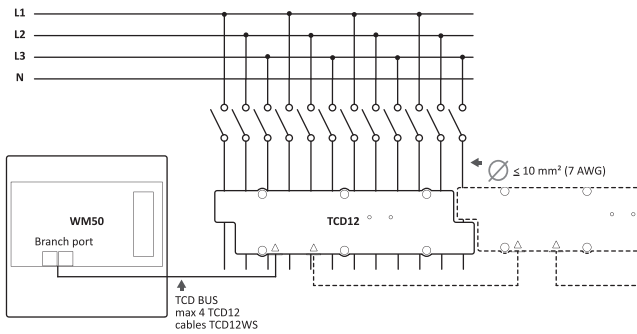 L1
L2
L3
N
≤ 10 mm² (7 AWG)
WM50
TCD12
Branch port
TCD BUS
max 4 TCD12
cables TCD12WS